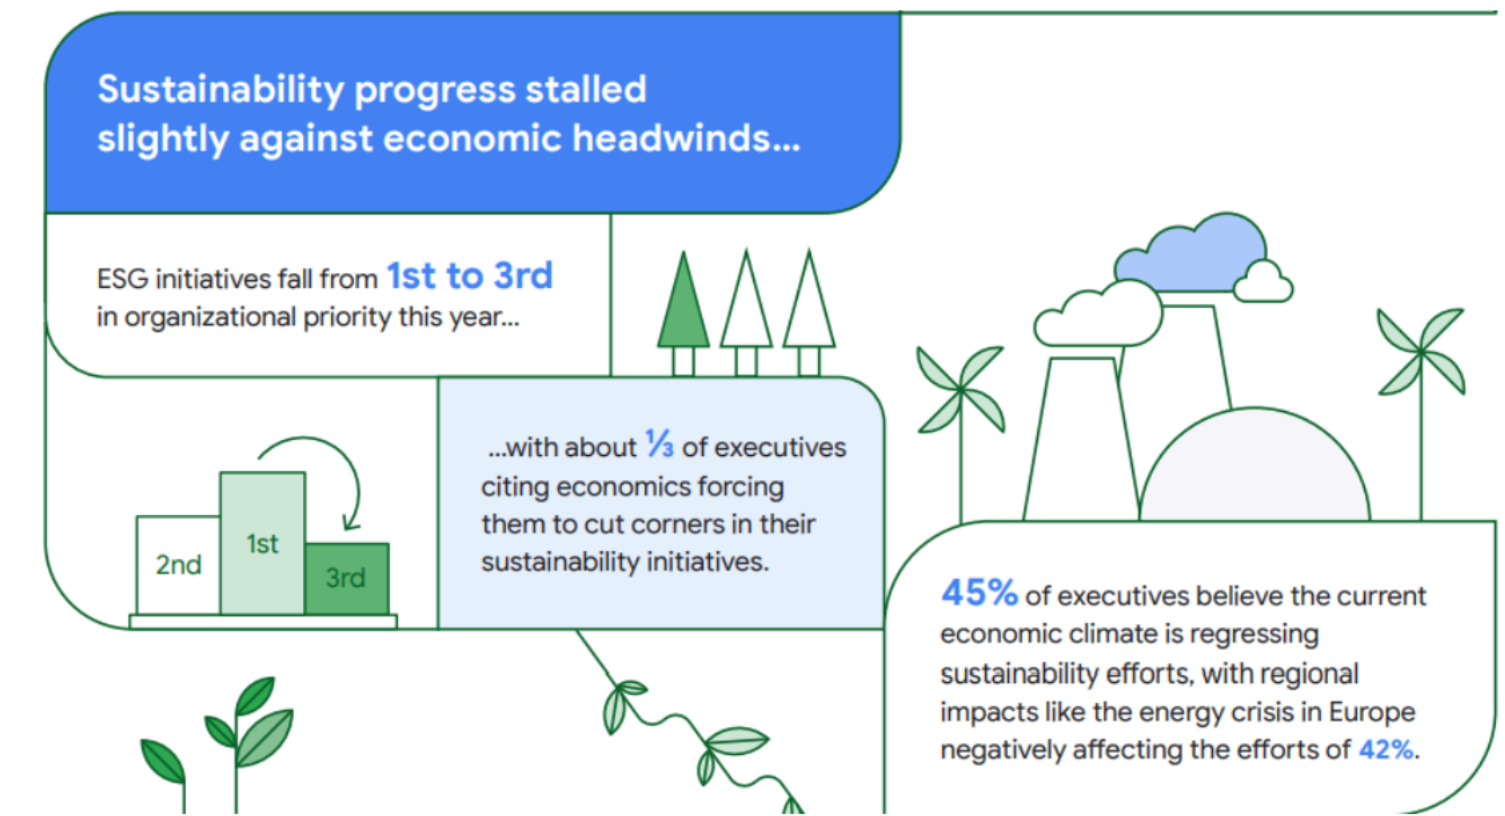 Sustainability progress stalled
slightly against economic headwinds...
ESG initiatives fall from 1st to 3rd
in organizational priority this year...
...with about ⅓ of executives
citing economics forcing
them to cut corners in their
sustainability initiatives.
2nd
1st
3rd
45% of executives believe the current
economic climate is regressing
sustainability efforts, with regional
impacts like the energy crisis in Europe
negatively affecting the efforts of 42%.